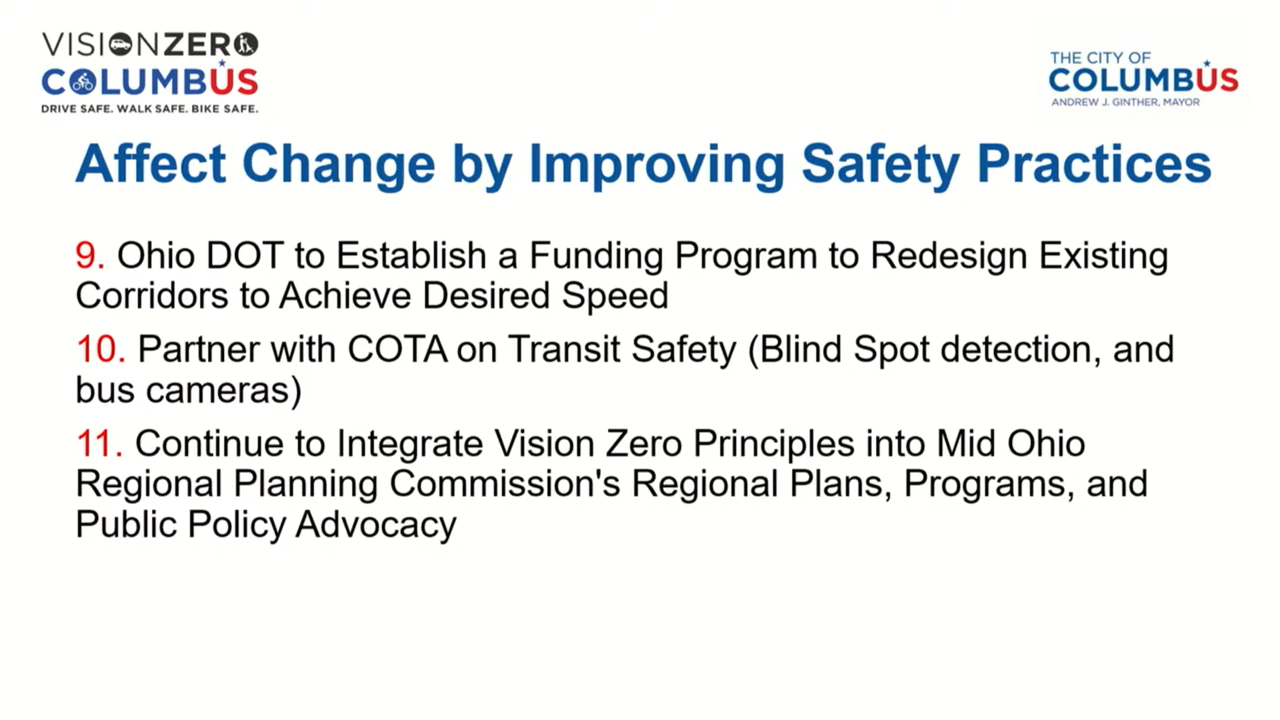 VISIONZERO
COLUMBUS
DRIVE SAFE. WALK SAFE. BIKE SAFE.
THE CITY OF
COLUMBUS
ANDREW J. GINTHER, MAYOR
Affect Change by Improving Safety Practices
9. Ohio DOT to Establish a Funding Program to Redesign Existing
Corridors to Achieve Desired Speed
10. Partner with COTA on Transit Safety (Blind Spot detection, and
bus cameras)
11. Continue to Integrate Vision Zero Principles into Mid Ohio
Regional Planning Commission's Regional Plans, Programs, and
Public Policy Advocacy